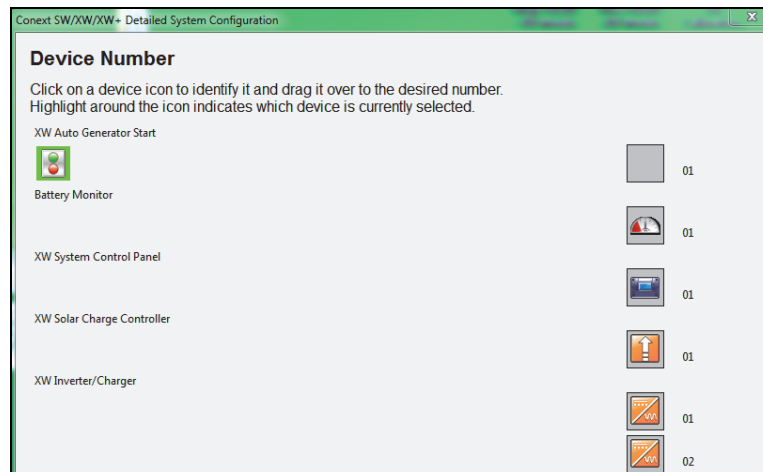 Conext SW/XW/XW+ Detailed System Configuration
Device Number
Click on a device icon to identify it and drag it over to the desired number.
Highlight around the icon indicates which device is currently selected.
XW Auto Generator Start
01
Battery Monitor
01
XW System Control Panel
01
XW Solar Charge Controller
01
XW Inverter/Charger
01
02